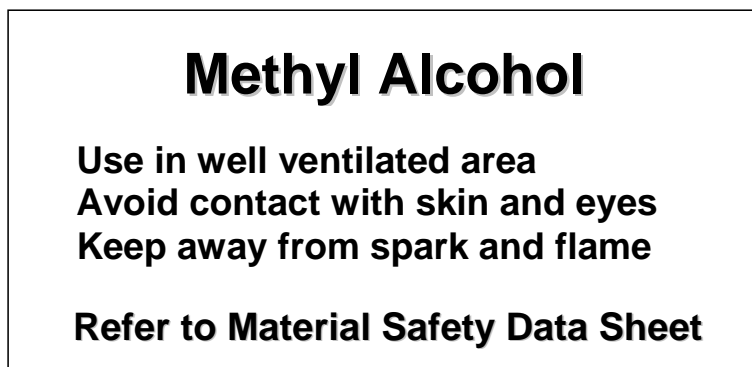 Methyl Alcohol
Use in well ventilated area
Avoid contact with skin and eyes
Keep away from spark and flame
Refer to Material Safety Data Sheet